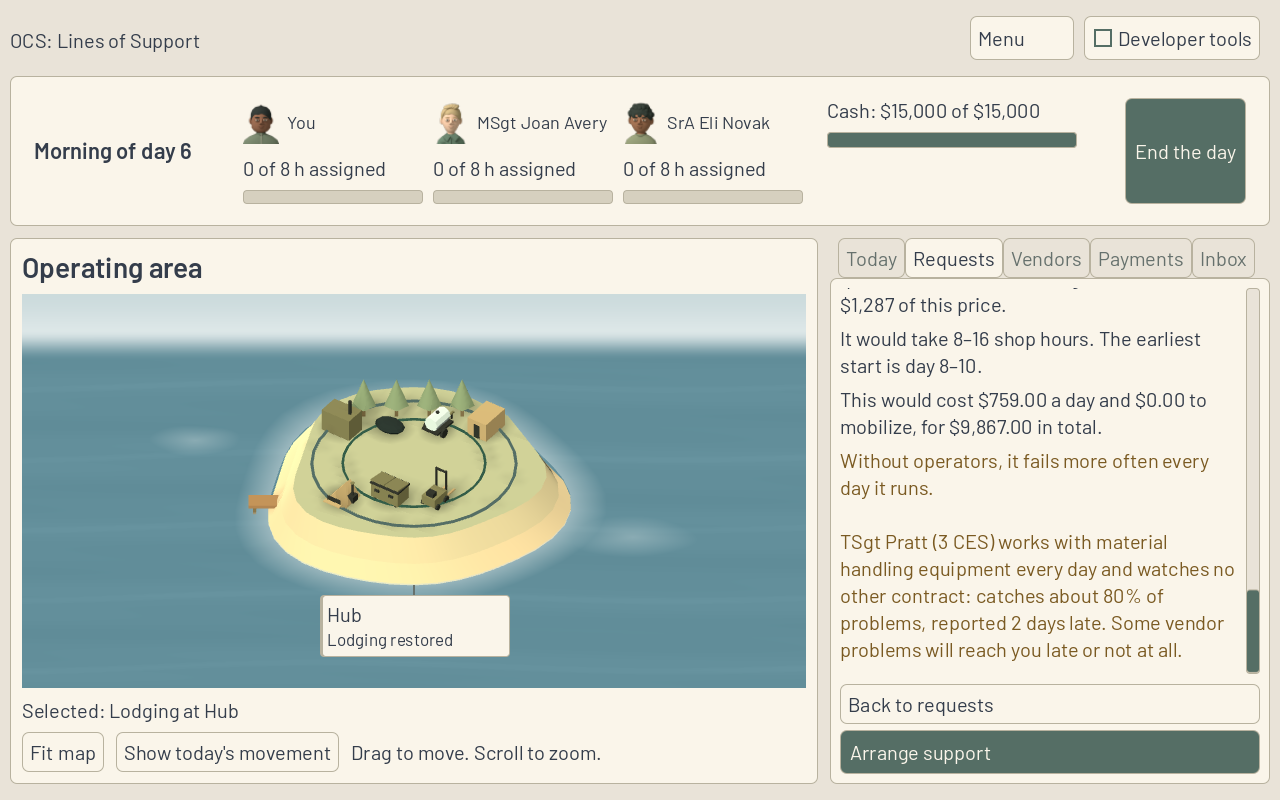 OCS: Lines of Support
Menu
Developer tools
Morning of day 6
You
0 of 8 h assigned
MSgt Joan Avery
0 of 8 h assigned
SrA Eli Novak
0 of 8 h assigned
Cash: $15,000 of $15,000
End the day
Operating area
Hub
Lodging restored
Selected: Lodging at Hub
Fit map
Show today's movement
Drag to move. Scroll to zoom.
Today
Requests
Vendors
Payments
Inbox
$1,287 of this price.
It would take 8–16 shop hours. The earliest
start is day 8–10.
This would cost $759.00 a day and $0.00 to
mobilize, for $9,867.00 in total.
Without operators, it fails more often every
day it runs.
TSgt Pratt (3 CES) works with material
handling equipment every day and watches no
other contract: catches about 80% of
problems, reported 2 days late. Some vendor
problems will reach you late or not at all.
Back to requests
Arrange support